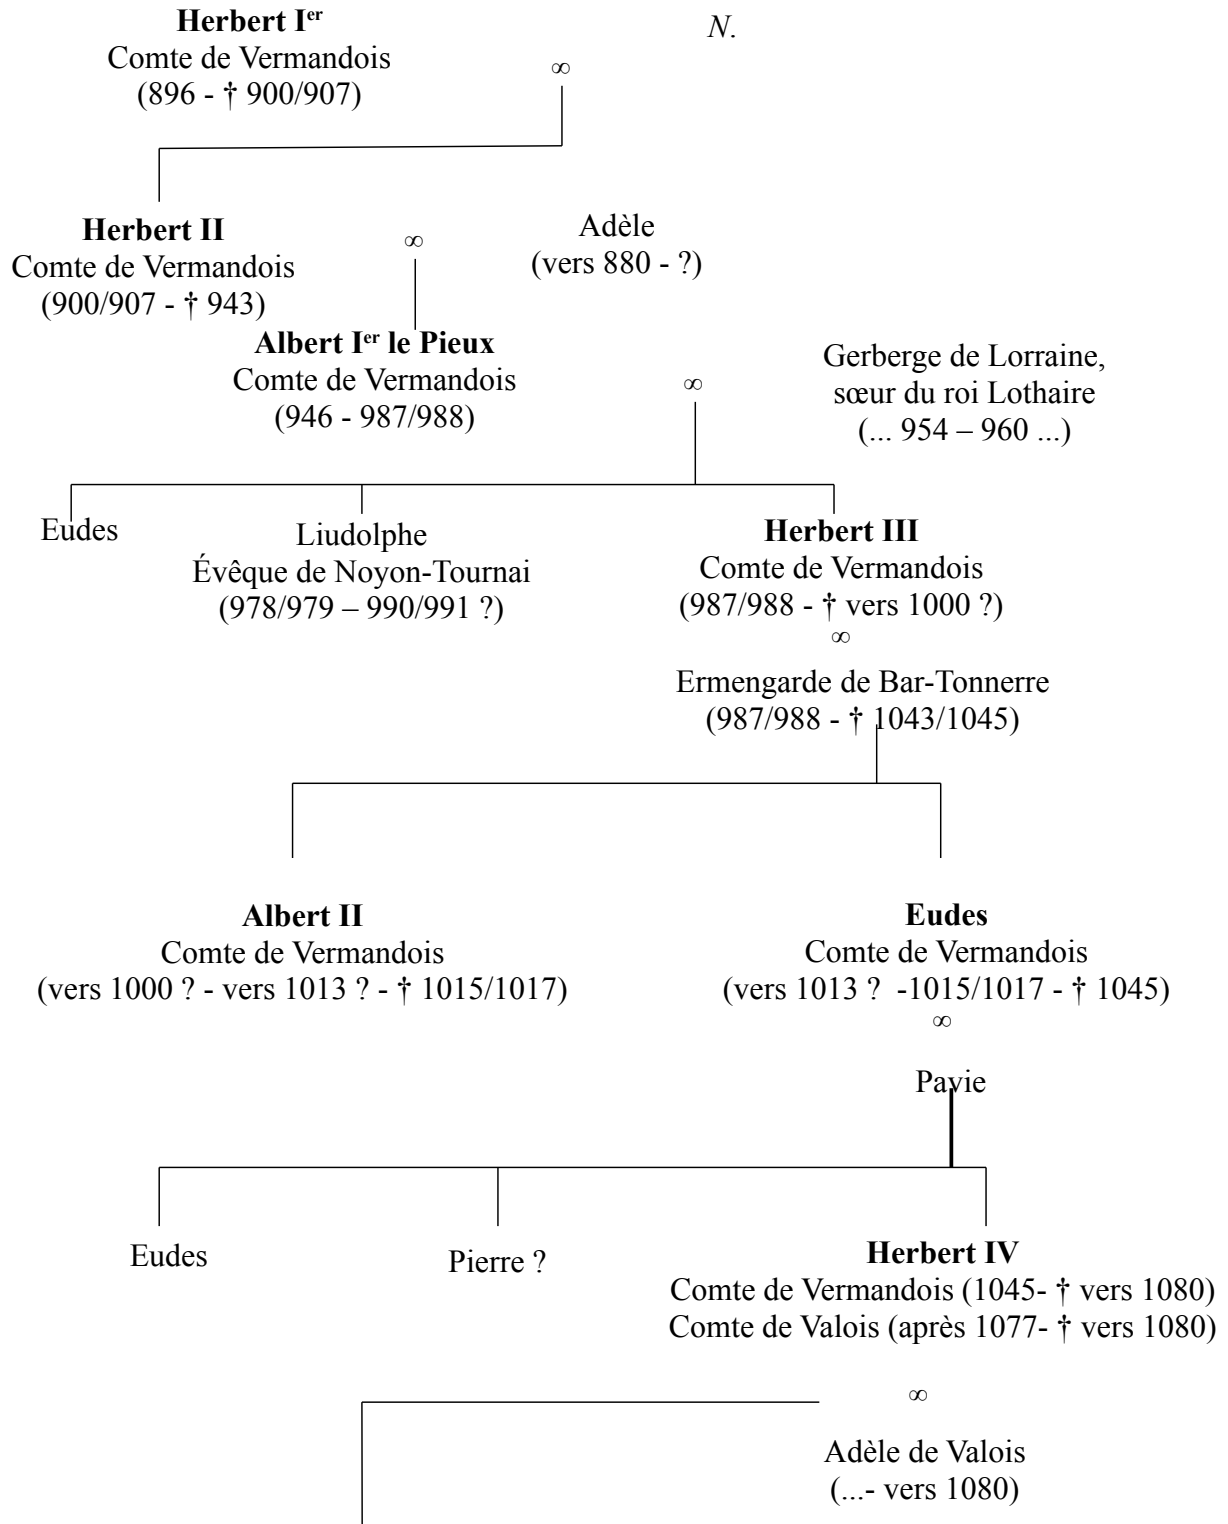 Herbert Ier
Comte de Vermandois
(896 - † 900/907)
N.
∞
Herbert II
Comte de Vermandois
(900/907 - † 943)
∞
Adèle
(vers 880 - ?)
Albert Ier le Pieux
Comte de Vermandois
(946 - 987/988)
∞
Gerberge de Lorraine,
sœur du roi Lothaire
(... 954 – 960 ...)
Eudes
Liudolphe
Évêque de Noyon-Tournai
(978/979 – 990/991 ?)
Herbert III
Comte de Vermandois
(987/988 - † vers 1000 ?)
∞
Ermengarde de Bar-Tonnerre
(987/988 - † 1043/1045)
Albert II
Comte de Vermandois
(vers 1000 ? - vers 1013 ? - † 1015/1017)
Eudes
Comte de Vermandois
(vers 1013 ?  -1015/1017 - † 1045)
∞
Pavie
Eudes
Pierre ?
Herbert IV
Comte de Vermandois (1045- † vers 1080)
Comte de Valois (après 1077- † vers 1080)
∞
Adèle de Valois
(...- vers 1080)